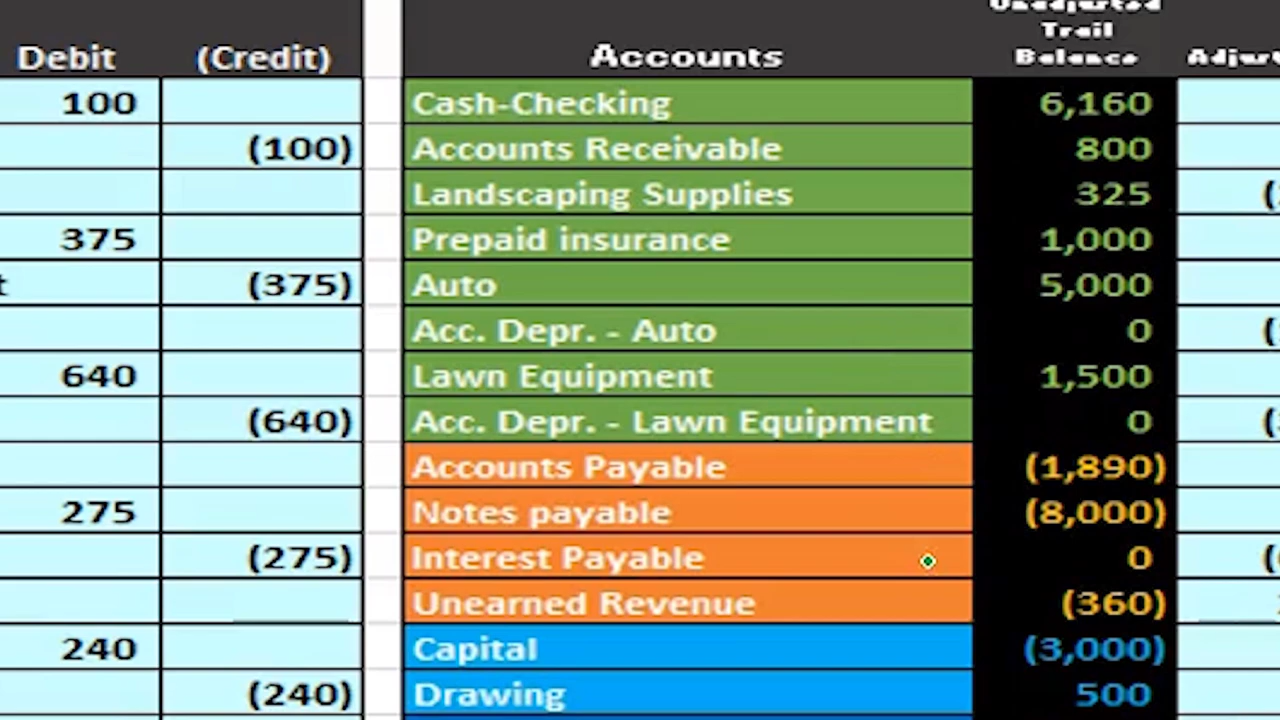 Unadjusted
Trail
Debit (Credit) Accounts Balance
100 Cash-Checking 6,160
(100) Accounts Receivable 800
Landscaping Supplies 325
375 Prepaid insurance 1,000
(375) Auto 5,000
Acc. Depr. - Auto 0
640 Lawn Equipment 1,500
(640) Acc. Depr. - Lawn Equipment 0
Accounts Payable (1,890)
275 Notes payable (8,000)
(275) Interest Payable 0
Unearned Revenue (360)
240 Capital (3,000)
(240) Drawing 500